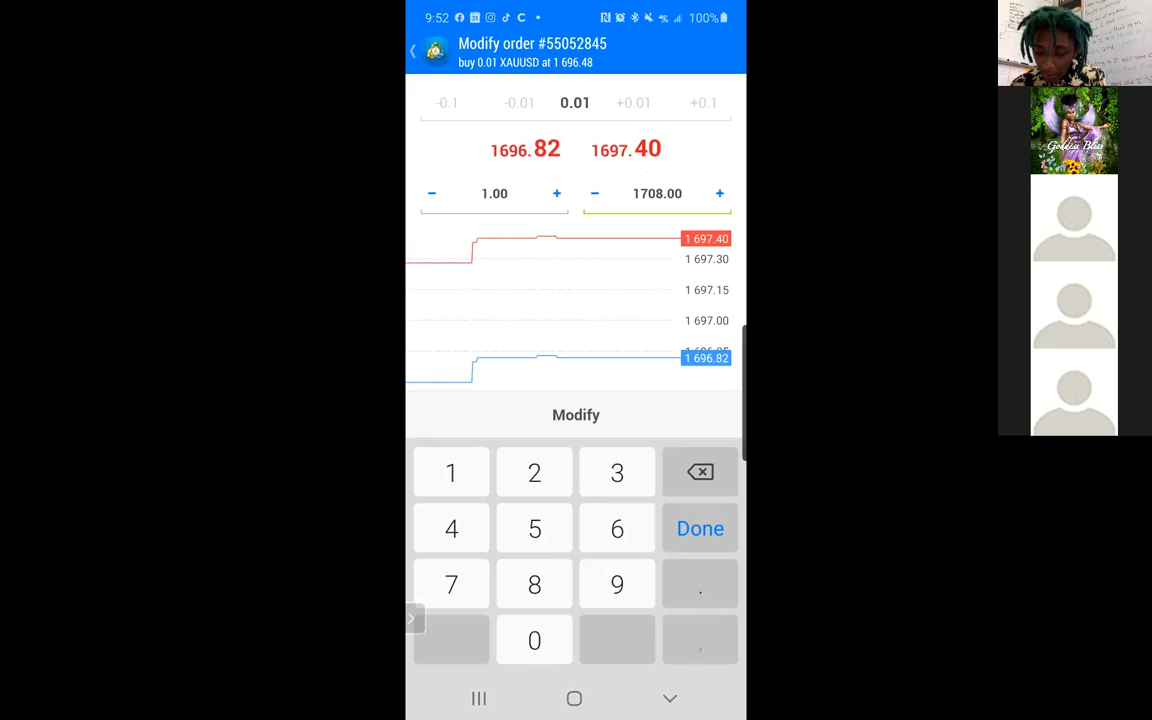 9:52
100%
Modify order #55052845
buy 0.01 XAUUSD at 1 696.48
-0.1 -0.01 0.01 +0.01 +0.1
1696.82 1697.40
- 1.00 + - 1708.00 +
1 697.40
1 697.30
1 697.15
1 697.00
1 696.82
Modify
1 2 3
4 5 6 Done
7 8 9 .
0 ,
Goddess Bliss